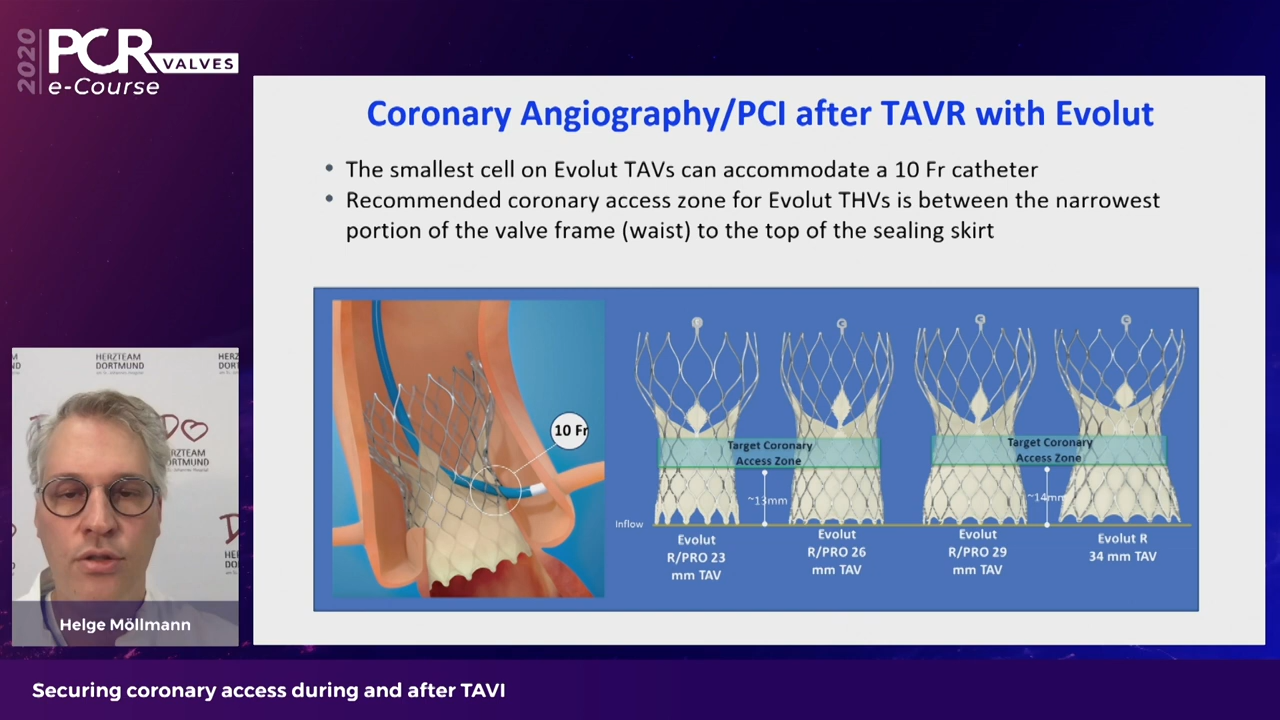 2020
PCR
VALVES
e-Course
Coronary Angiography/PCI after TAVR with Evolut
• The smallest cell on Evolut TAVs can accommodate a 10 Fr catheter
• Recommended coronary access zone for Evolut THVs is between the narrowest
portion of the valve frame (waist) to the top of the sealing skirt
10 Fr
Target Coronary
Access Zone
Target Coronary
Access Zone
~13mm
~14mm
Inflow
Evolut
R/PRO 23
mm TAV
Evolut
R/PRO 26
mm TAV
Evolut
R/PRO 29
mm TAV
Evolut R
34 mm TAV
HERZTEAM
DORTMUND
HERZ
DORT
Helge Möllmann
Securing coronary access during and after TAVI